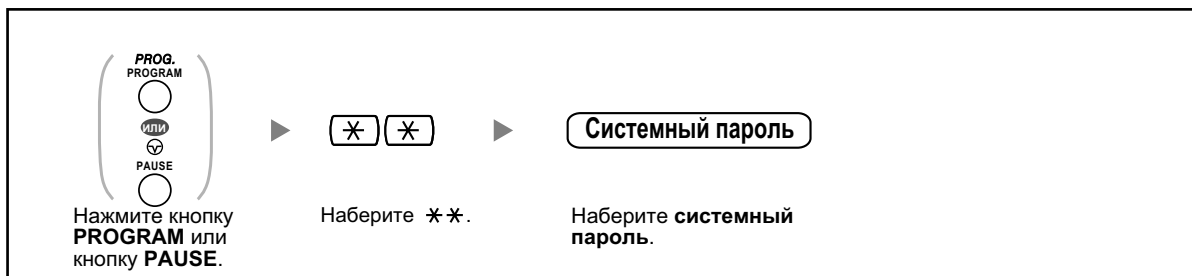 PROG.
PROGRAM
или
PAUSE
Нажмите кнопку
PROGRAM или
кнопку PAUSE.
**
Наберите **.
Системный пароль
Наберите системный
пароль.